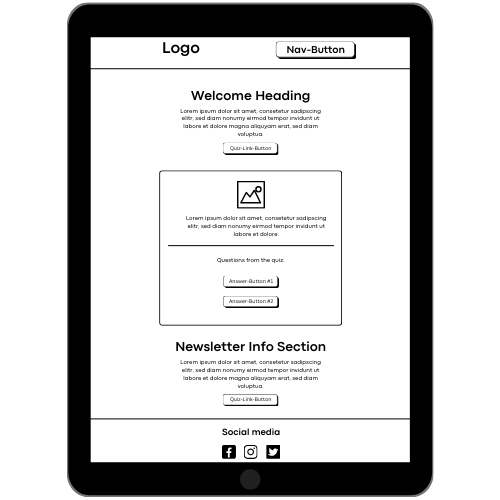 Logo
Nav-Button
Welcome Heading
Lorem ipsum dolor sit amet, consetetur sadipscing
elitr, sed diam nonumy eirmod tempor invidunt ut
labore et dolore magna aliquyam erat, sed diam
voluptua.
Quiz-Link-Button
Lorem ipsum dolor sit amet, consetetur sadipscing
elitr, sed diam nonumy eirmod tempor invidunt ut
labore et dolore.
Questions from the quiz
Answer-Button #1
Answer-Button #2
Newsletter Info Section
Lorem ipsum dolor sit amet, consetetur sadipscing
elitr, sed diam nonumy eirmod tempor invidunt ut
labore et dolore magna aliquyam erat, sed diam
voluptua.
Quiz-Link-Button
Social media